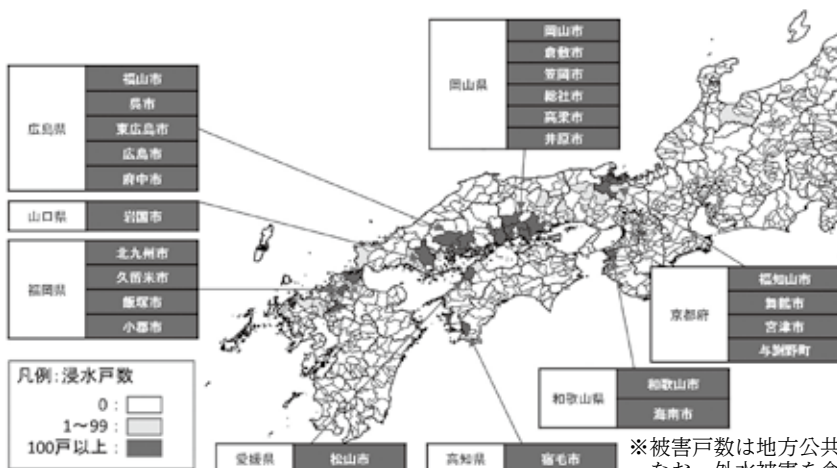 岡山県
岡山市
倉敷市
笠岡市
総社市
高梁市
井原市
広島県
福山市
呉市
東広島市
広島市
府中市
山口県
岩国市
福岡県
北九州市
久留米市
飯塚市
小郡市
京都府
福知山市
舞鶴市
宮津市
与謝野町
和歌山県
和歌山市
海南市
愛媛県
松山市
高知県
宿毛市
凡例:浸水戸数
0:
1~99:
100戸以上:
※被害戸数は地方公共